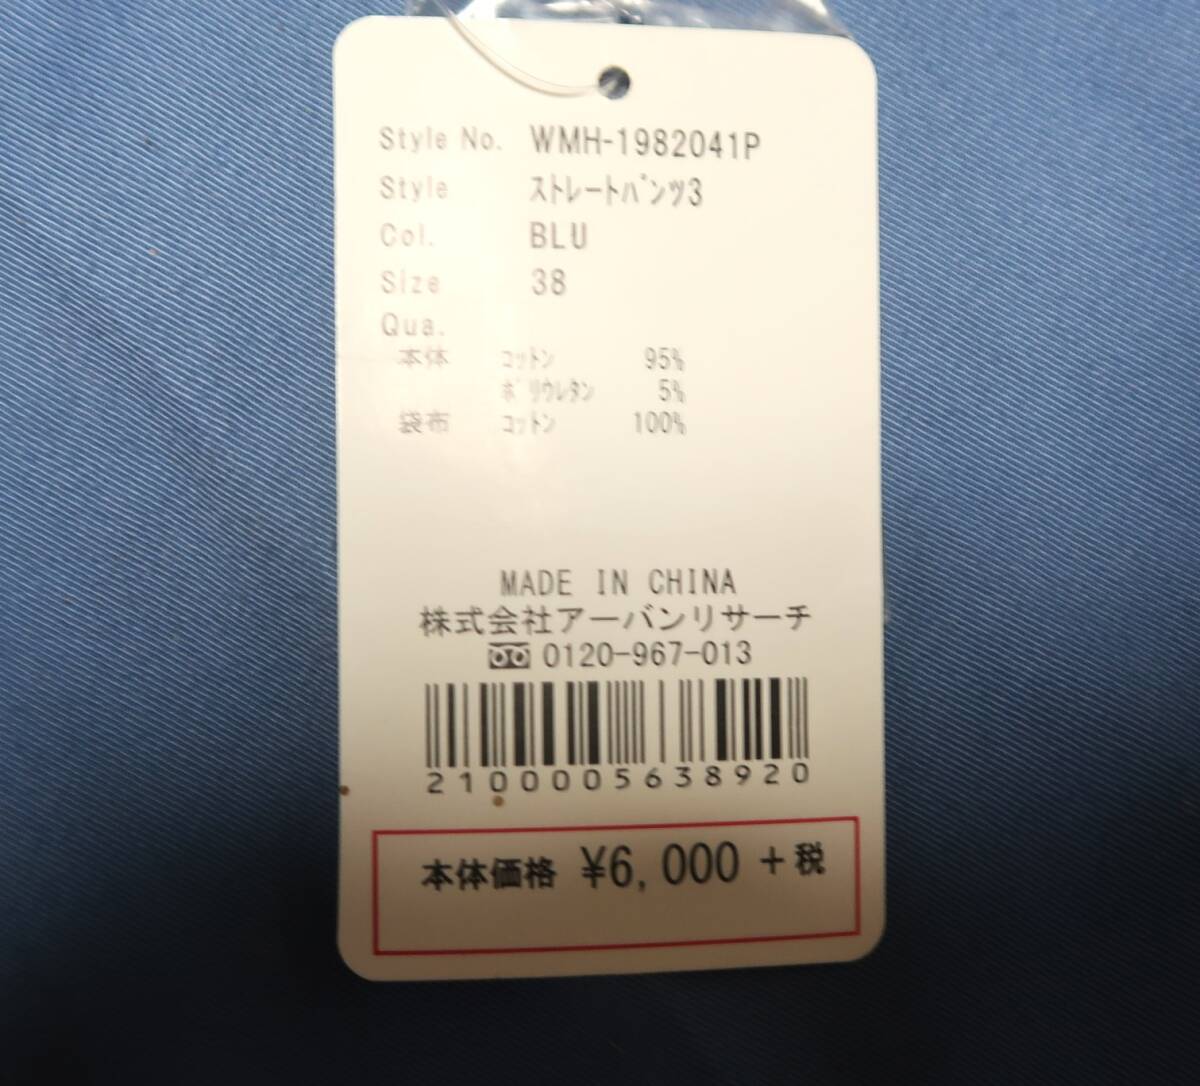 Style No. WMH-1982041P
Style ｽﾄﾚｰﾄﾊﾟﾝﾂ3
Col. BLU
Size 38
Qua.
本体 ｺｯﾄﾝ 95%
ﾎﾟﾘｳﾚﾀﾝ 5%
袋布 ｺｯﾄﾝ 100%
MADE IN CHINA
株式会社アーバンリサーチ
0120-967-013
2100005638920
本体価格 ¥6,000 +税